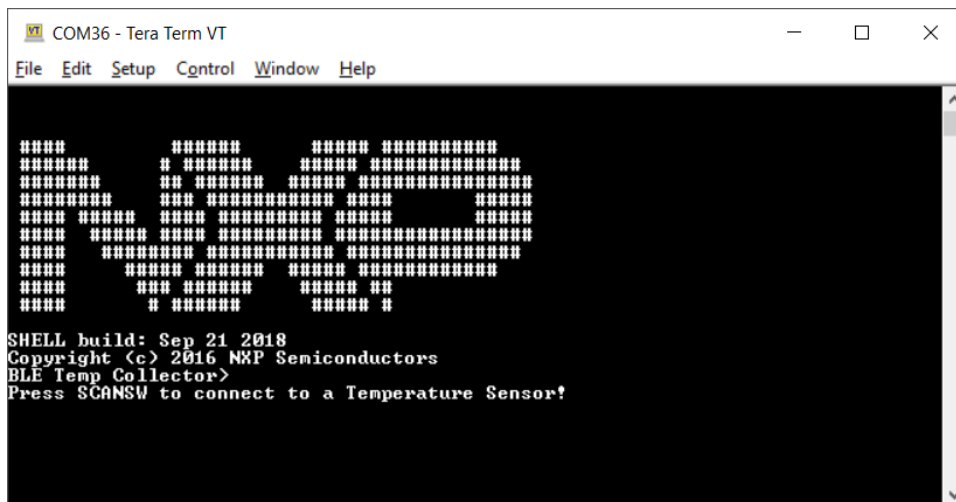 COM36 - Tera Term VT
File Edit Setup Control Window Help
NXP
SHELL build: Sep 21 2018
Copyright (c) 2016 NXP Semiconductors
BLE Temp Collector>
Press SCANSW to connect to a Temperature Sensor!